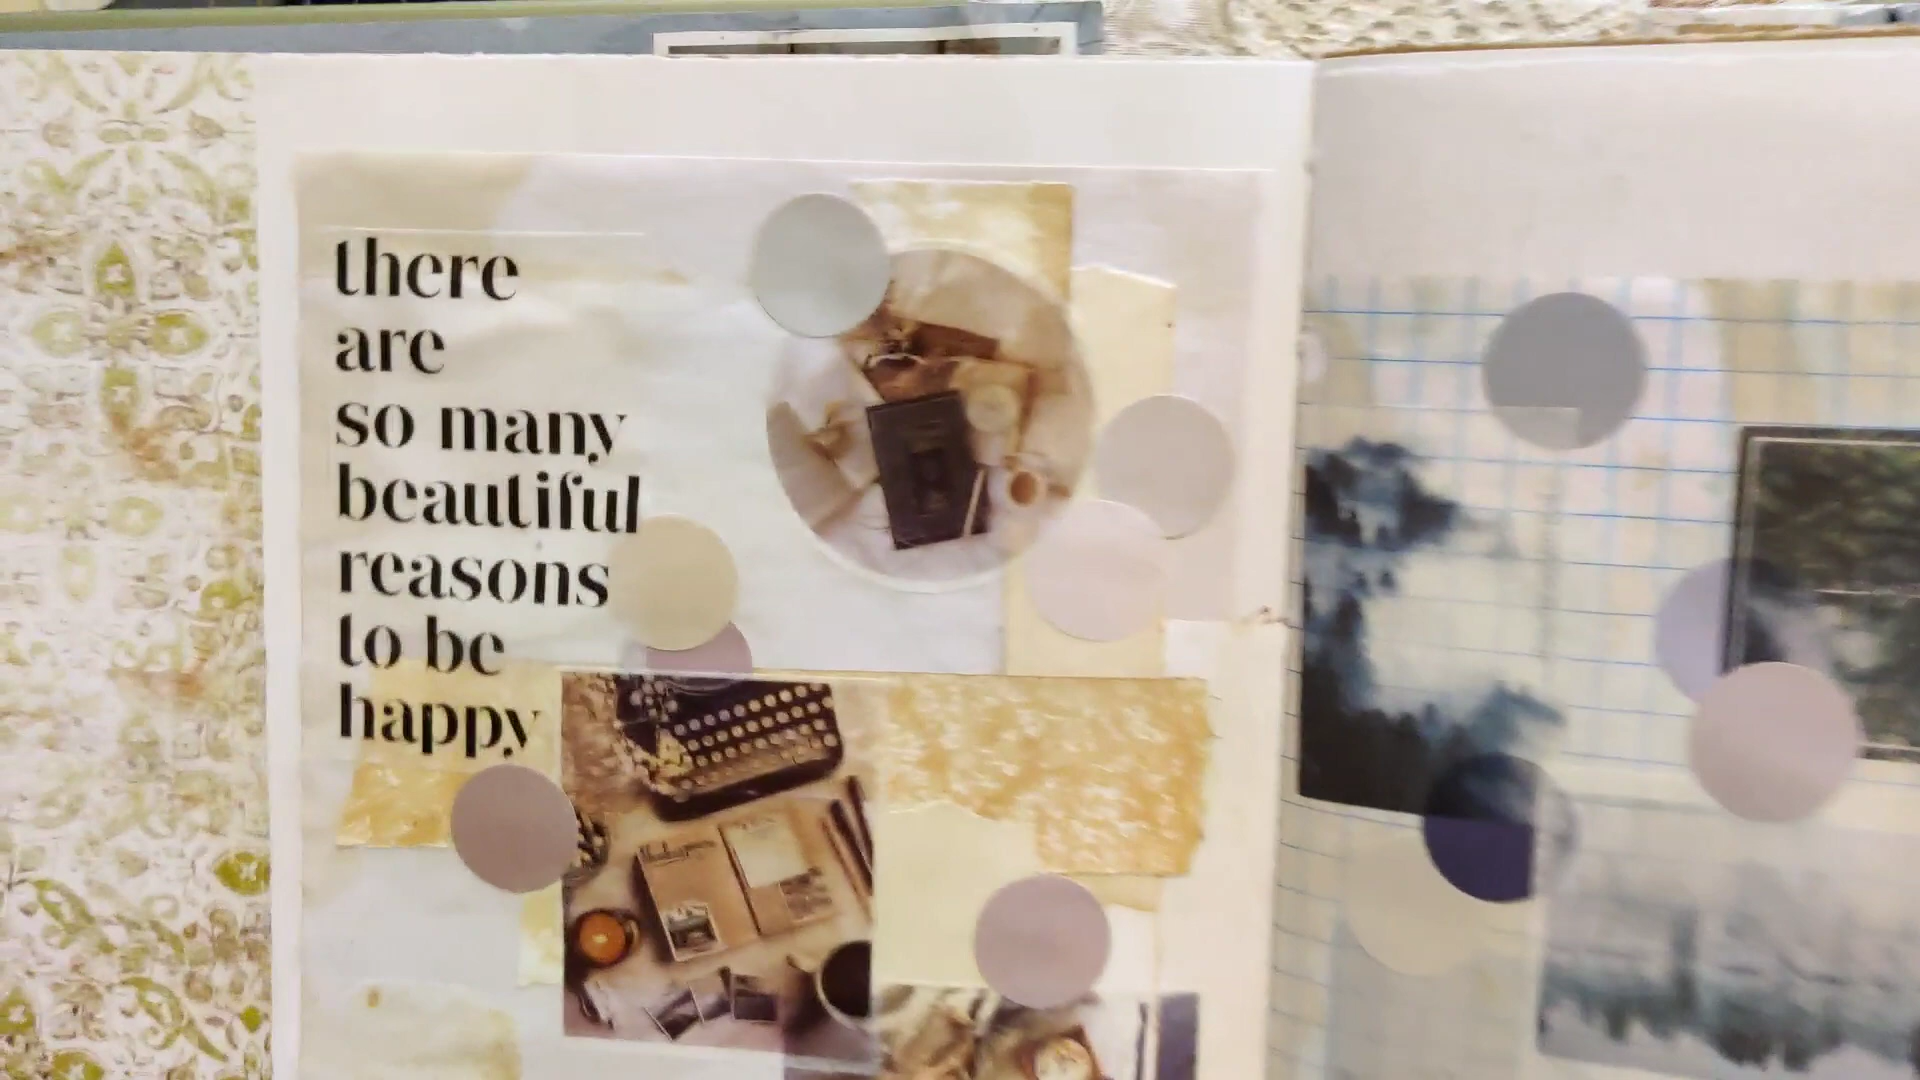 there
are
so many
beautiful
reasons
to be
happy